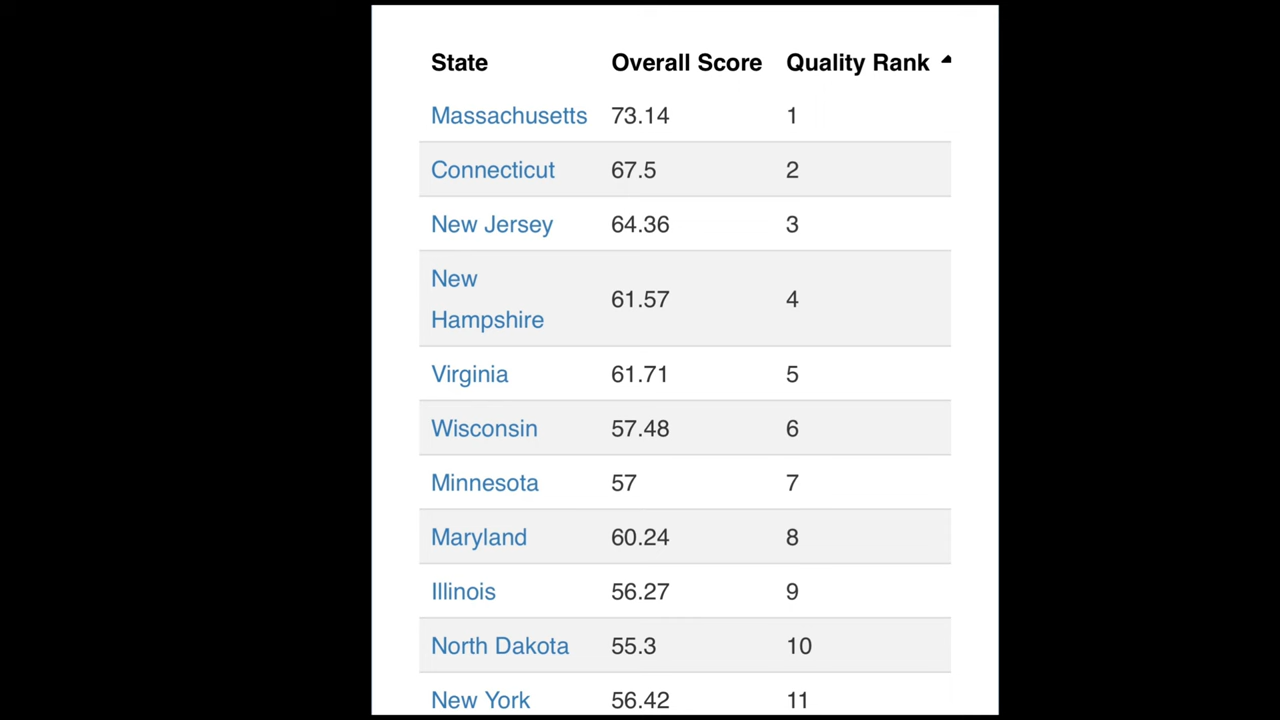 State Overall Score Quality Rank
Massachusetts 73.14 1
Connecticut 67.5 2
New Jersey 64.36 3
New
Hampshire 61.57 4
Virginia 61.71 5
Wisconsin 57.48 6
Minnesota 57 7
Maryland 60.24 8
Illinois 56.27 9
North Dakota 55.3 10
New York 56.42 11